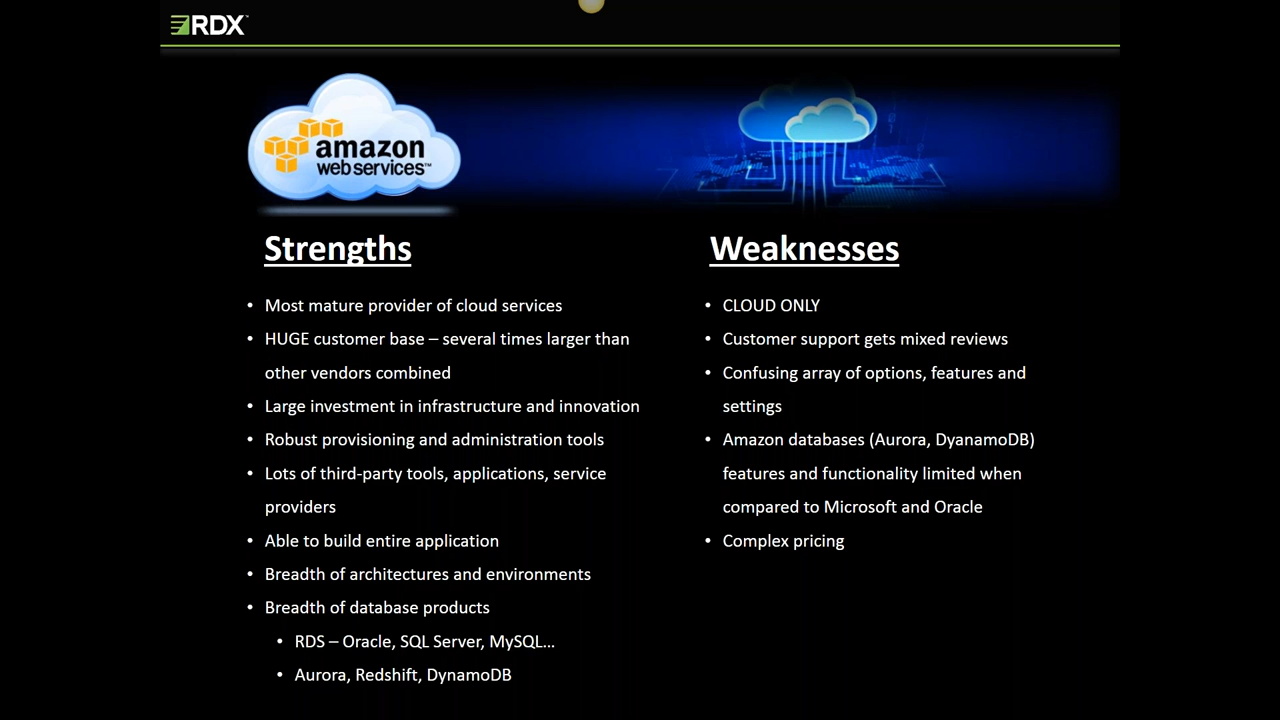 RDX™
amazon
web services™
Strengths
• Most mature provider of cloud services
• HUGE customer base – several times larger than
other vendors combined
• Large investment in infrastructure and innovation
• Robust provisioning and administration tools
• Lots of third-party tools, applications, service
providers
• Able to build entire application
• Breadth of architectures and environments
• Breadth of database products
• RDS – Oracle, SQL Server, MySQL...
• Aurora, Redshift, DynamoDB
Weaknesses
• CLOUD ONLY
• Customer support gets mixed reviews
• Confusing array of options, features and
settings
• Amazon databases (Aurora, DyanamoDB)
features and functionality limited when
compared to Microsoft and Oracle
• Complex pricing